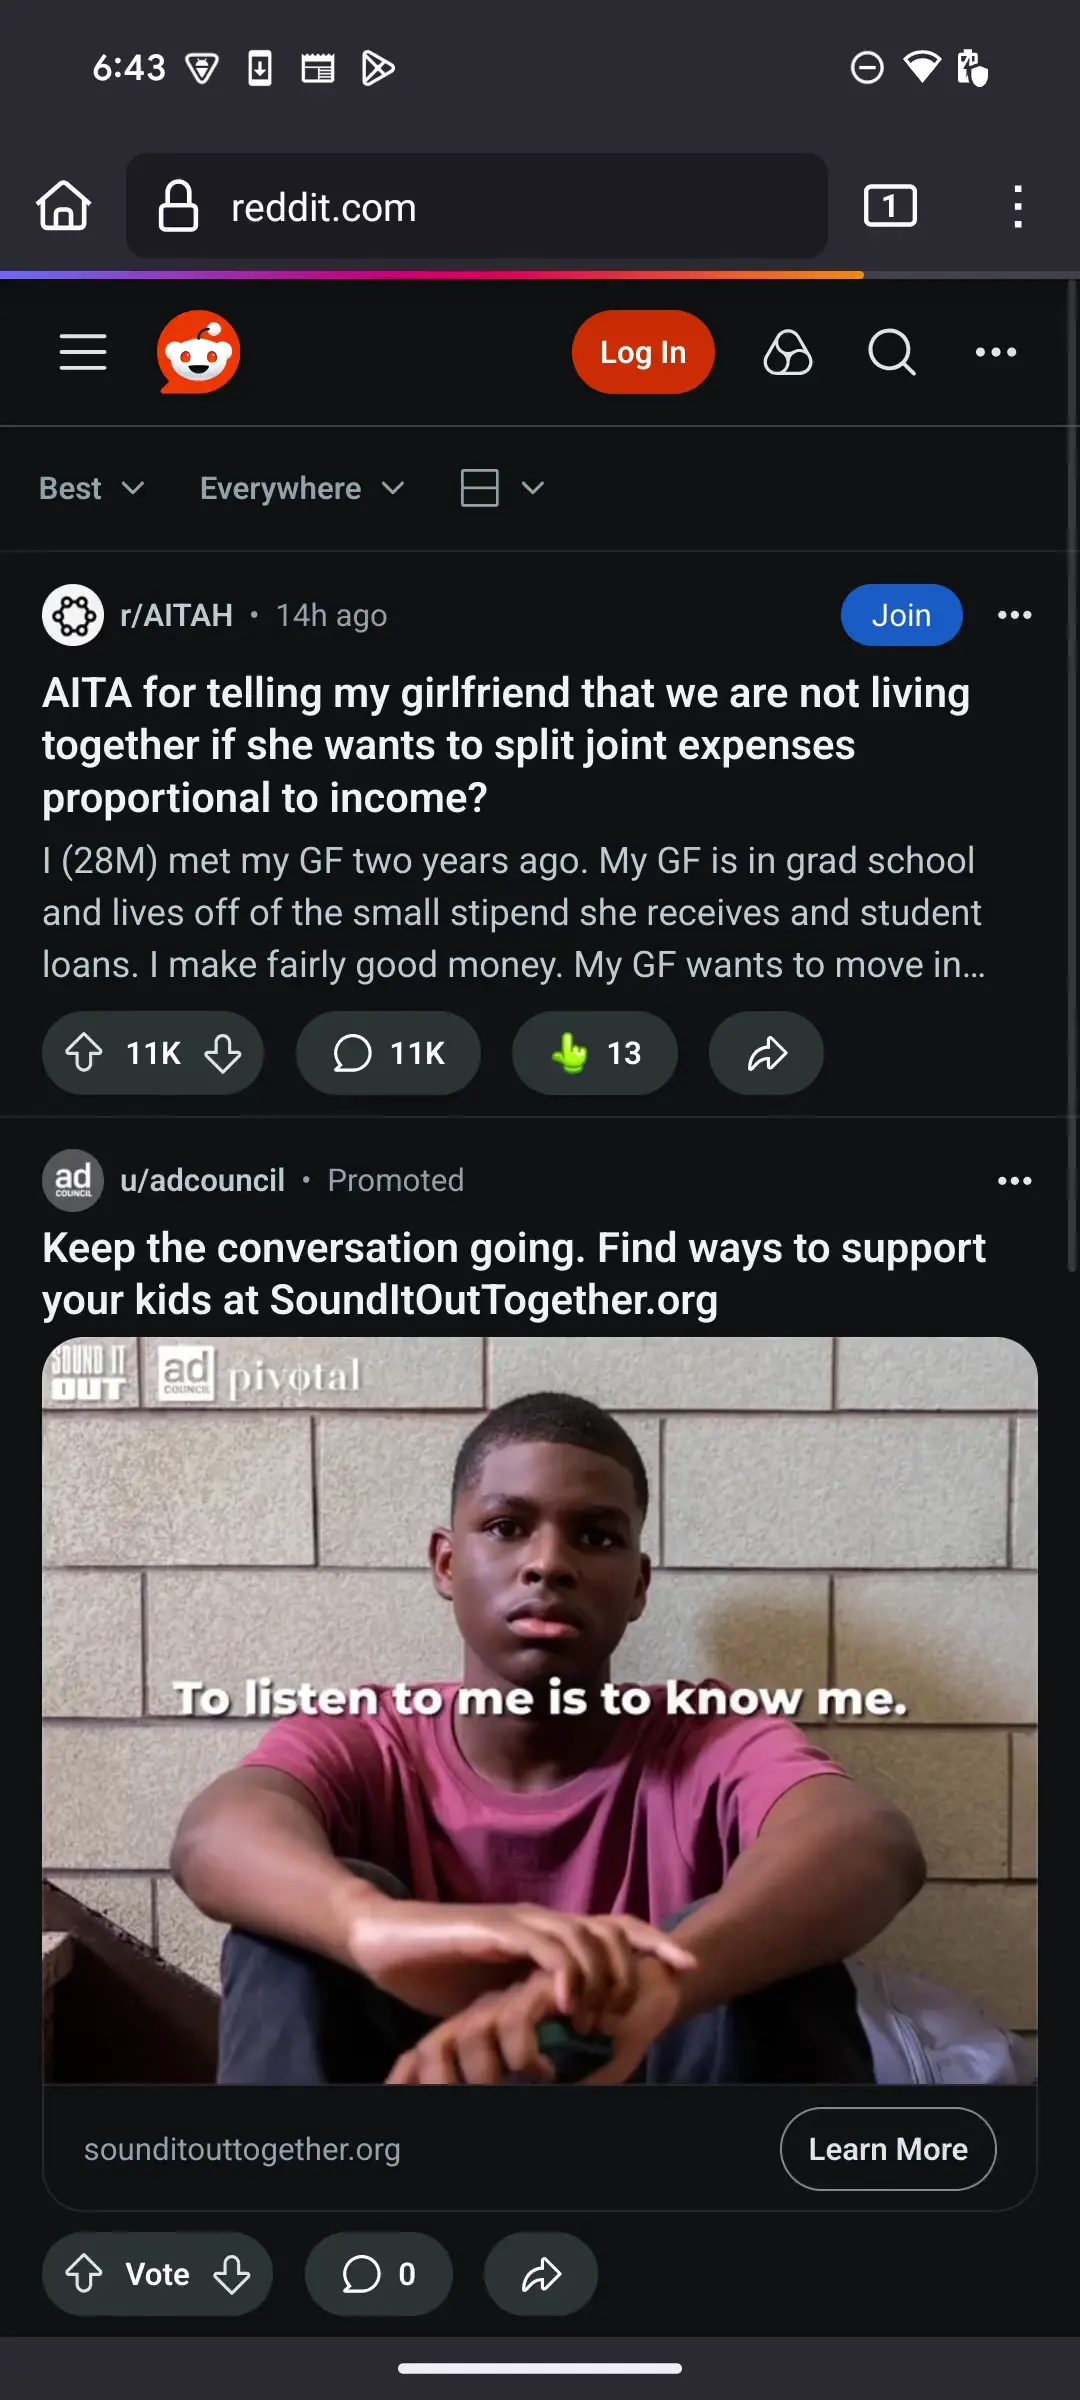 6:43
reddit.com
1
Log In
Best
Everywhere
r/AITAH • 14h ago
Join
AITA for telling my girlfriend that we are not living
together if she wants to split joint expenses
proportional to income?
I (28M) met my GF two years ago. My GF is in grad school
and lives off of the small stipend she receives and student
loans. I make fairly good money. My GF wants to move in...
11K
11K
13
ad
COUNCIL
u/adcouncil • Promoted
Keep the conversation going. Find ways to support
your kids at SoundItOutTogether.org
SOUND IT
OUT
ad
COUNCIL
pivotal
To listen to me is to know me.
sounditouttogether.org
Learn More
Vote
0